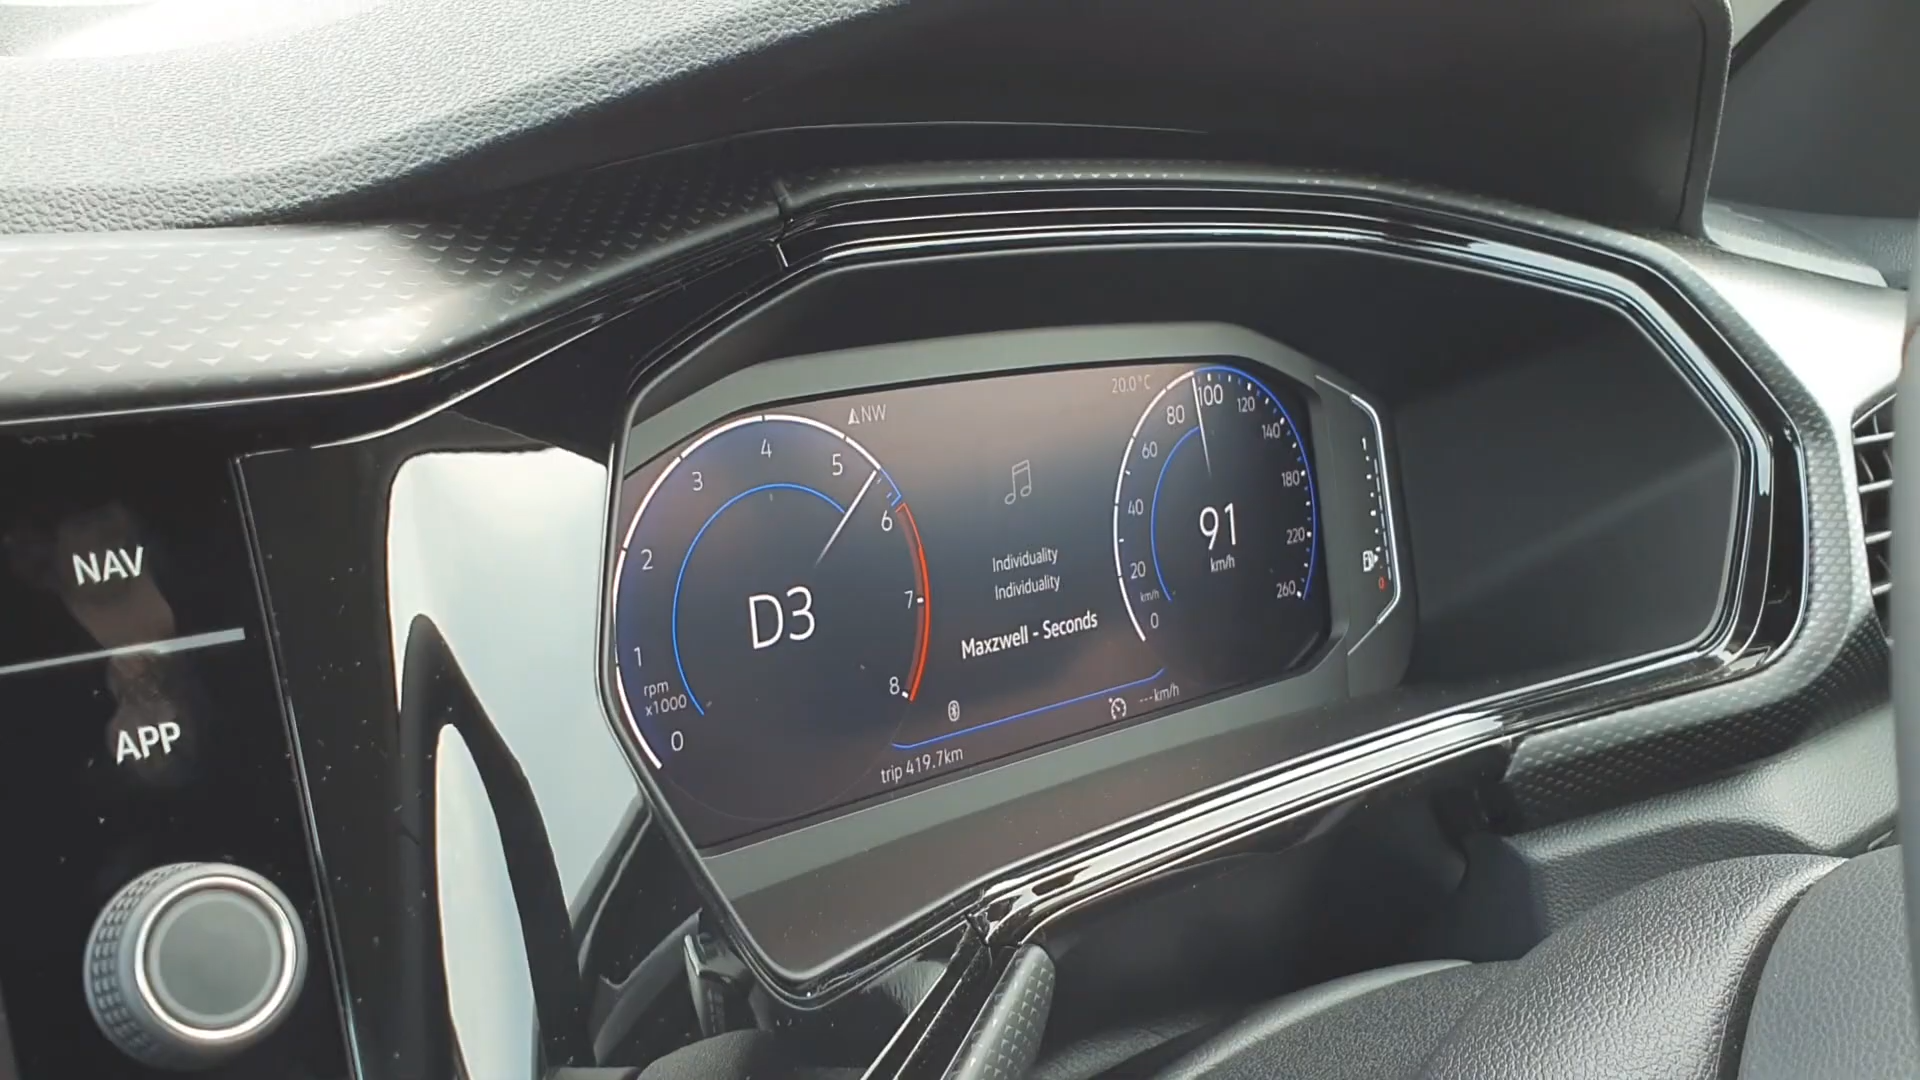 NAV
APP
NW
20.0°C
0
1
2
3
4
5
6
7
8
rpm
x1000
D3
Individuality
Individuality
Maxzwell - Seconds
trip 419.7km
---km/h
0
20
40
60
80
100
120
140
180
220
260
km/h
91
km/h
1
0